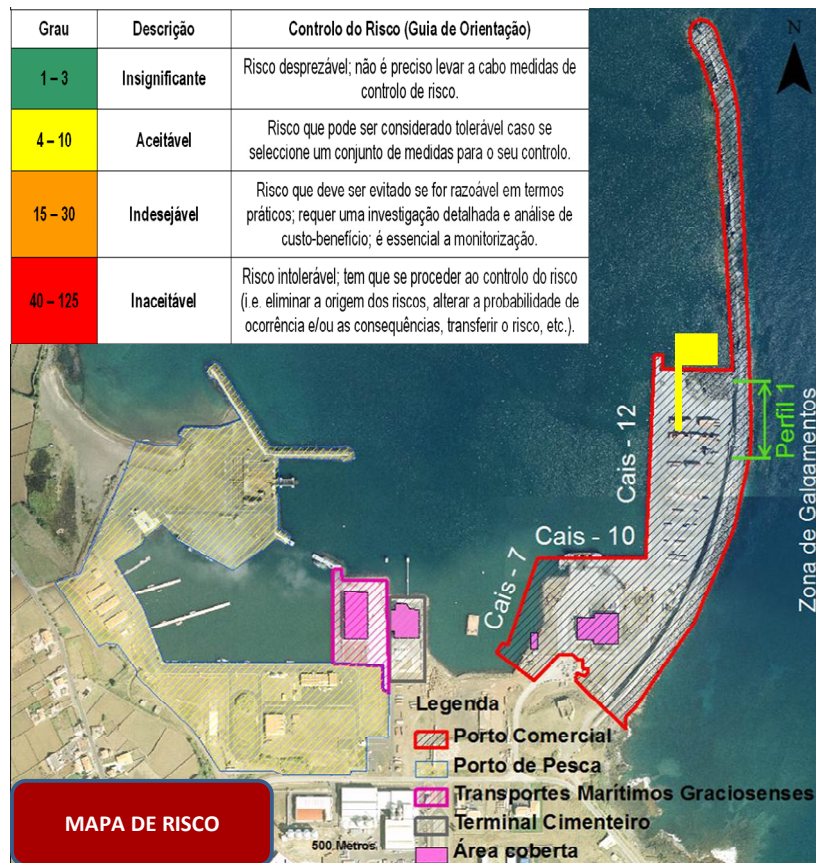 Grau Descrição Controlo do Risco (Guia de Orientação)
1 – 3 Insignificante Risco desprezável; não é preciso levar a cabo medidas de
controlo de risco.
4 – 10 Aceitável Risco que pode ser considerado tolerável caso se
seleccione um conjunto de medidas para o seu controlo.
15 – 30 Indesejável Risco que deve ser evitado se for razoável em termos
práticos; requer uma investigação detalhada e análise de
custo-benefício; é essencial a monitorização.
40 – 125 Inaceitável Risco intolerável; tem que se proceder ao controlo do risco
(i.e. eliminar a origem dos riscos, alterar a probabilidade de
ocorrência e/ou as consequências, transferir o risco, etc.).
N
Cais - 12
Perfil 1
Zona de Galgamentos
Cais - 10
Cais - 7
Legenda
Porto Comercial
Porto de Pesca
Transportes Marítimos Graciosenses
Terminal Cimenteiro
Área coberta
MAPA DE RISCO
500 Metros